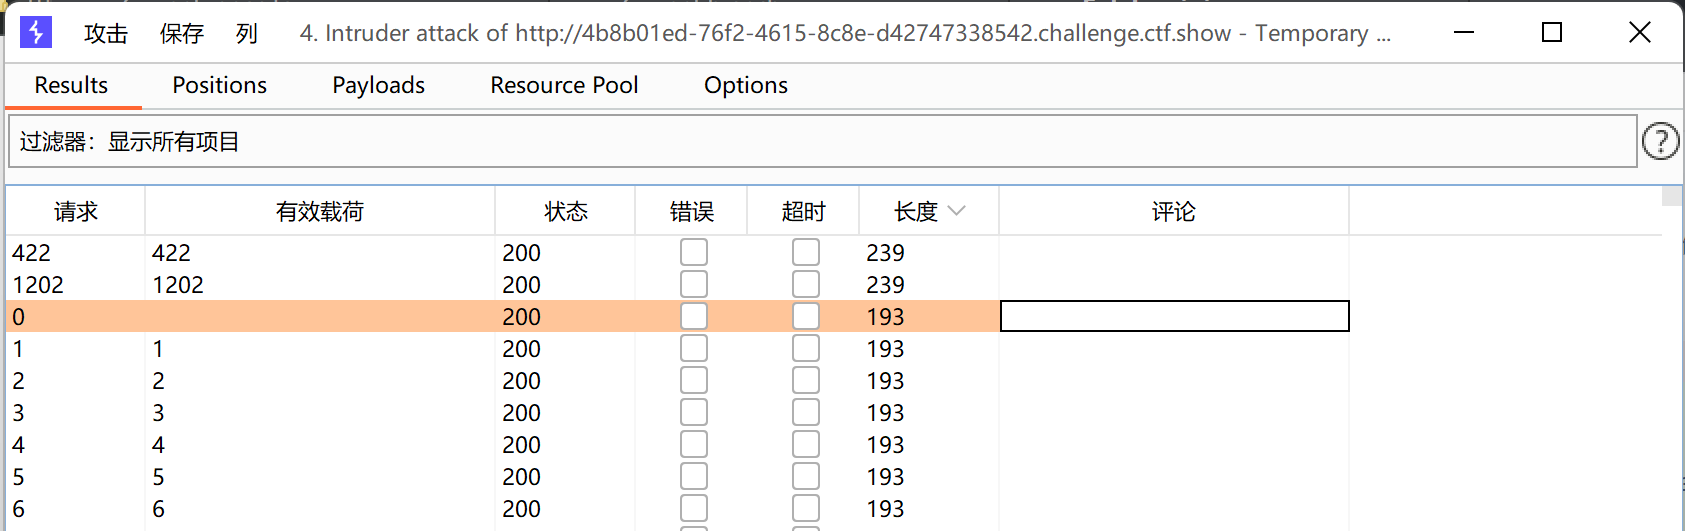 攻击 保存 列 4. Intruder attack of http://4b8b01ed-76f2-4615-8c8e-d42747338542.challenge.ctf.show - Temporary ...
Results Positions Payloads Resource Pool Options
过滤器：显示所有项目 ?
请求 有效载荷 状态 错误 超时 长度 评论
422 422 200 239
1202 1202 200 239
0 200 193
1 1 200 193
2 2 200 193
3 3 200 193
4 4 200 193
5 5 200 193
6 6 200 193